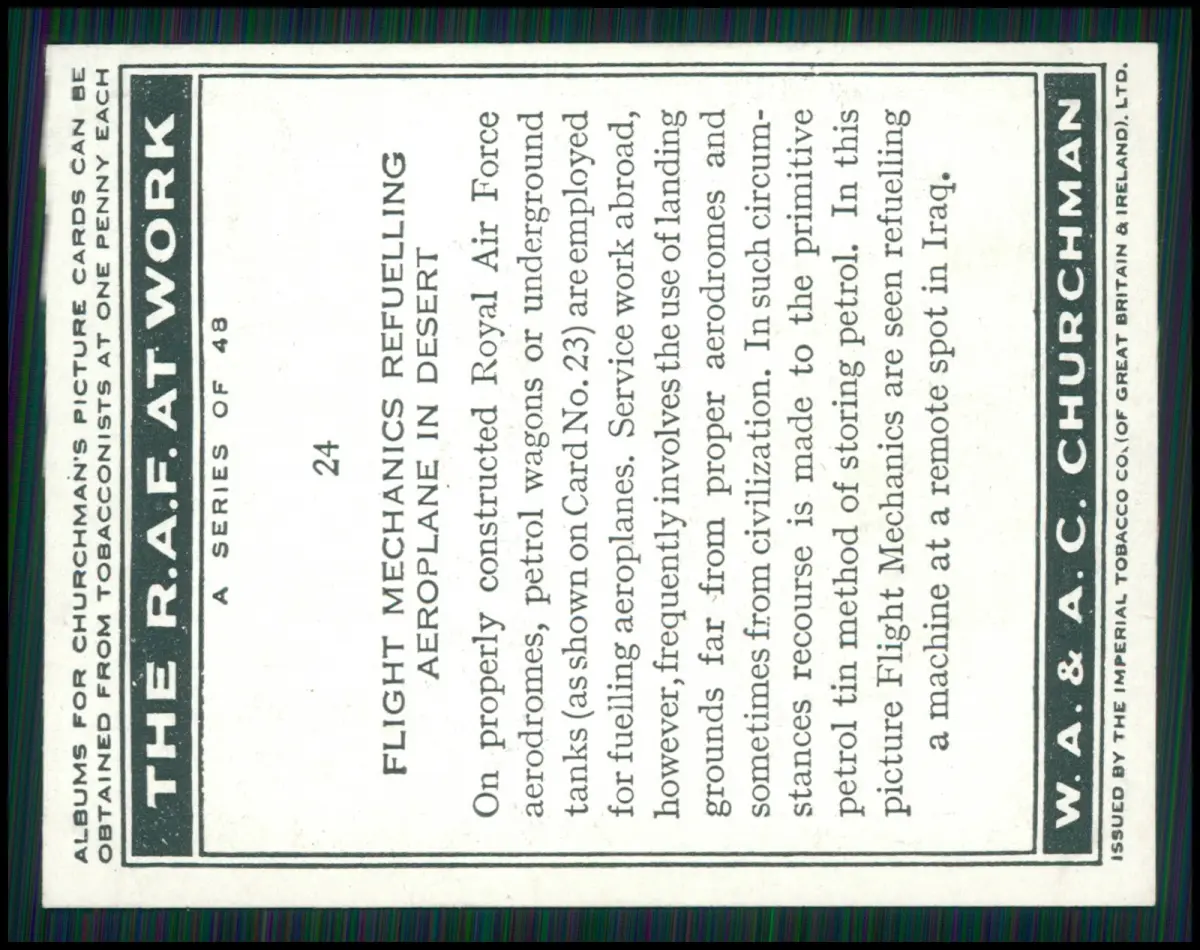 ALBUMS FOR CHURCHMAN'S PICTURE CARDS CAN BE
OBTAINED FROM TOBACCONISTS AT ONE PENNY EACH
THE R.A.F. AT WORK
A SERIES OF 48
24
FLIGHT MECHANICS REFUELLING
AEROPLANE IN DESERT
On properly constructed Royal Air Force
aerodromes, petrol wagons or underground
tanks (as shown on Card No. 23) are employed
for fuelling aeroplanes. Service work abroad,
however, frequently involves the use of landing
grounds far from proper aerodromes and
sometimes from civilization. In such circum-
stances recourse is made to the primitive
petrol tin method of storing petrol. In this
picture Flight Mechanics are seen refuelling
a machine at a remote spot in Iraq.
W. A. & A. C. CHURCHMAN
ISSUED BY THE IMPERIAL TOBACCO CO. (OF GREAT BRITAIN & IRELAND), LTD.